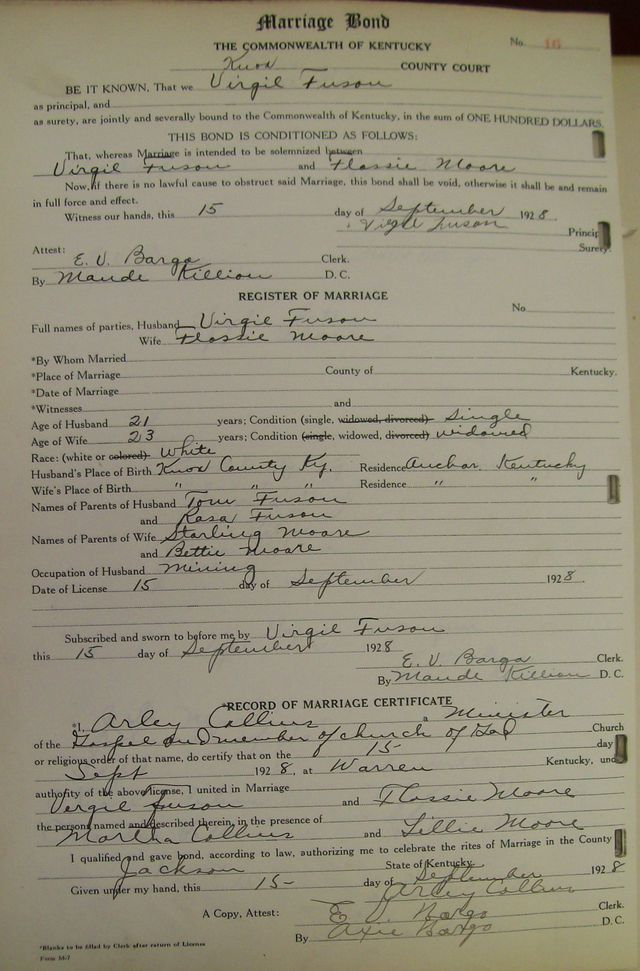 Marriage Bond
THE COMMONWEALTH OF KENTUCKY No. 16
Knox COUNTY COURT
BE IT KNOWN, That we Virgil Fuson
as principal, and
as surety, are jointly and severally bound to the Commonwealth of Kentucky, in the sum of ONE HUNDRED DOLLARS.
THIS BOND IS CONDITIONED AS FOLLOWS:
That, whereas Marriage is intended to be solemnized between
Virgil Fuson and Flossie Moore
Now, if there is no lawful cause to obstruct said Marriage, this bond shall be void, otherwise it shall be and remain
in full force and effect.
Witness our hands, this 15 day of September 1928.
Virgil Fuson Princip
Surety.
Attest:
E. V. Bargo Clerk.
By Maude Killion D. C.
REGISTER OF MARRIAGE
No
Full names of parties, Husband Virgil Fuson
Wife Flossie Moore
*By Whom Married
*Place of Marriage County of Kentucky.
*Date of Marriage
*Witnesses and
Age of Husband 21 years; Condition (single, widowed, divorced) Single
Age of Wife 23 years; Condition (single, widowed, divorced) widowed
Race: (white or colored) White
Husband's Place of Birth Knox County Ky. Residence Anchor Kentucky
Wife's Place of Birth " " " Residence " "
Names of Parents of Husband Tom Fuson
and Rosa Fuson
Names of Parents of Wife Starling Moore
and Bettie Moore
Occupation of Husband Mining
Date of License 15 day of September 1928.
Subscribed and sworn to before me by Virgil Fuson
this 15 day of September 1928
E. V. Bargo Clerk.
By Maude Killion D. C.
*RECORD OF MARRIAGE CERTIFICATE
*I, Arley Collins a Minister
of the Gospel and member of church of God Church
or religious order of that name, do certify that on the 15 day
Sept 1928, at Warren Kentucky, und
authority of the above license, I united in Marriage
Vergil Fuson and Flossie Moore
the persons named and described therein, in the presence of
Martha Collins and Lillie Moore
I qualified and gave bond, according to law, authorizing me to celebrate the rites of Marriage in the County
Jackson State of Kentucky.
Given under my hand, this 15 day of September 1928
Arley Collins
A Copy, Attest: E V. Bargo Clerk.
By Axie Bargo D. C.
*Blanks to be filled by Clerk after return of License
Form M-7